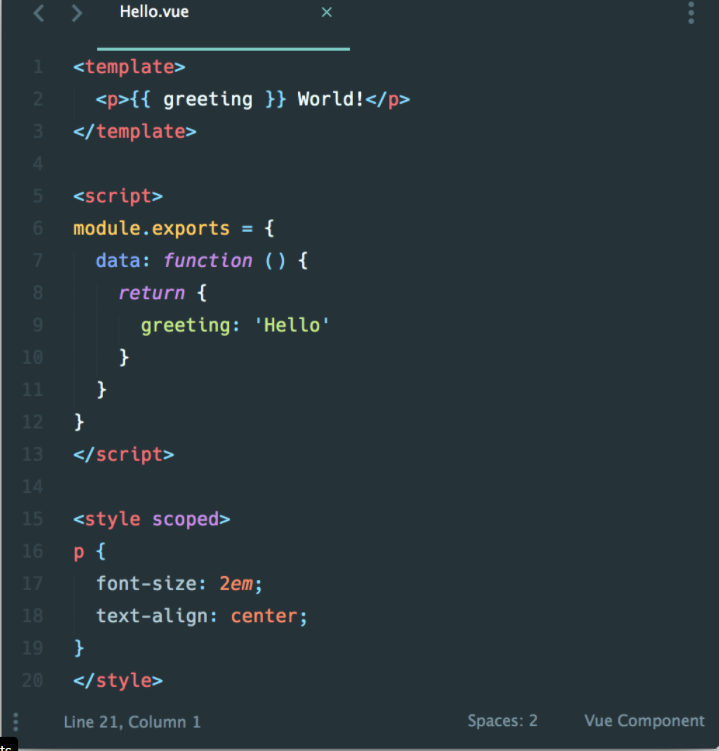 Hello.vue ×
1 <template>
2   <p>{{ greeting }} World!</p>
3 </template>
4
5 <script>
6 module.exports = {
7   data: function () {
8     return {
9       greeting: 'Hello'
10     }
11   }
12 }
13 </script>
14
15 <style scoped>
16 p {
17   font-size: 2em;
18   text-align: center;
19 }
20 </style>
Line 21, Column 1 Spaces: 2 Vue Component
ts